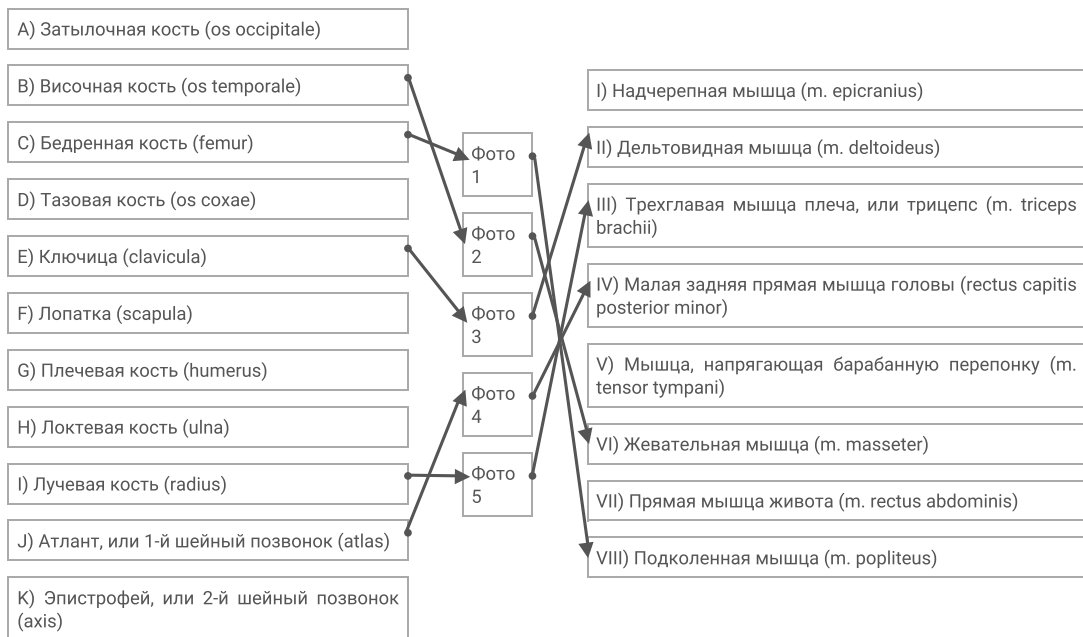 A) Затылочная кость (os occipitale)
B) Височная кость (os temporale)
C) Бедренная кость (femur)
D) Тазовая кость (os coxae)
E) Ключица (clavicula)
F) Лопатка (scapula)
G) Плечевая кость (humerus)
H) Локтевая кость (ulna)
I) Лучевая кость (radius)
J) Атлант, или 1-й шейный позвонок (atlas)
K) Эпистрофей, или 2-й шейный позвонок
(axis)
Фото
1
Фото
2
Фото
3
Фото
4
Фото
5
I) Надчерепная мышца (m. epicranius)
II) Дельтовидная мышца (m. deltoideus)
III) Трехглавая мышца плеча, или трицепс (m. triceps
brachii)
IV) Малая задняя прямая мышца головы (rectus capitis
posterior minor)
V) Мышца, напрягающая барабанную перепонку (m.
tensor tympani)
VI) Жевательная мышца (m. masseter)
VII) Прямая мышца живота (m. rectus abdominis)
VIII) Подколенная мышца (m. popliteus)